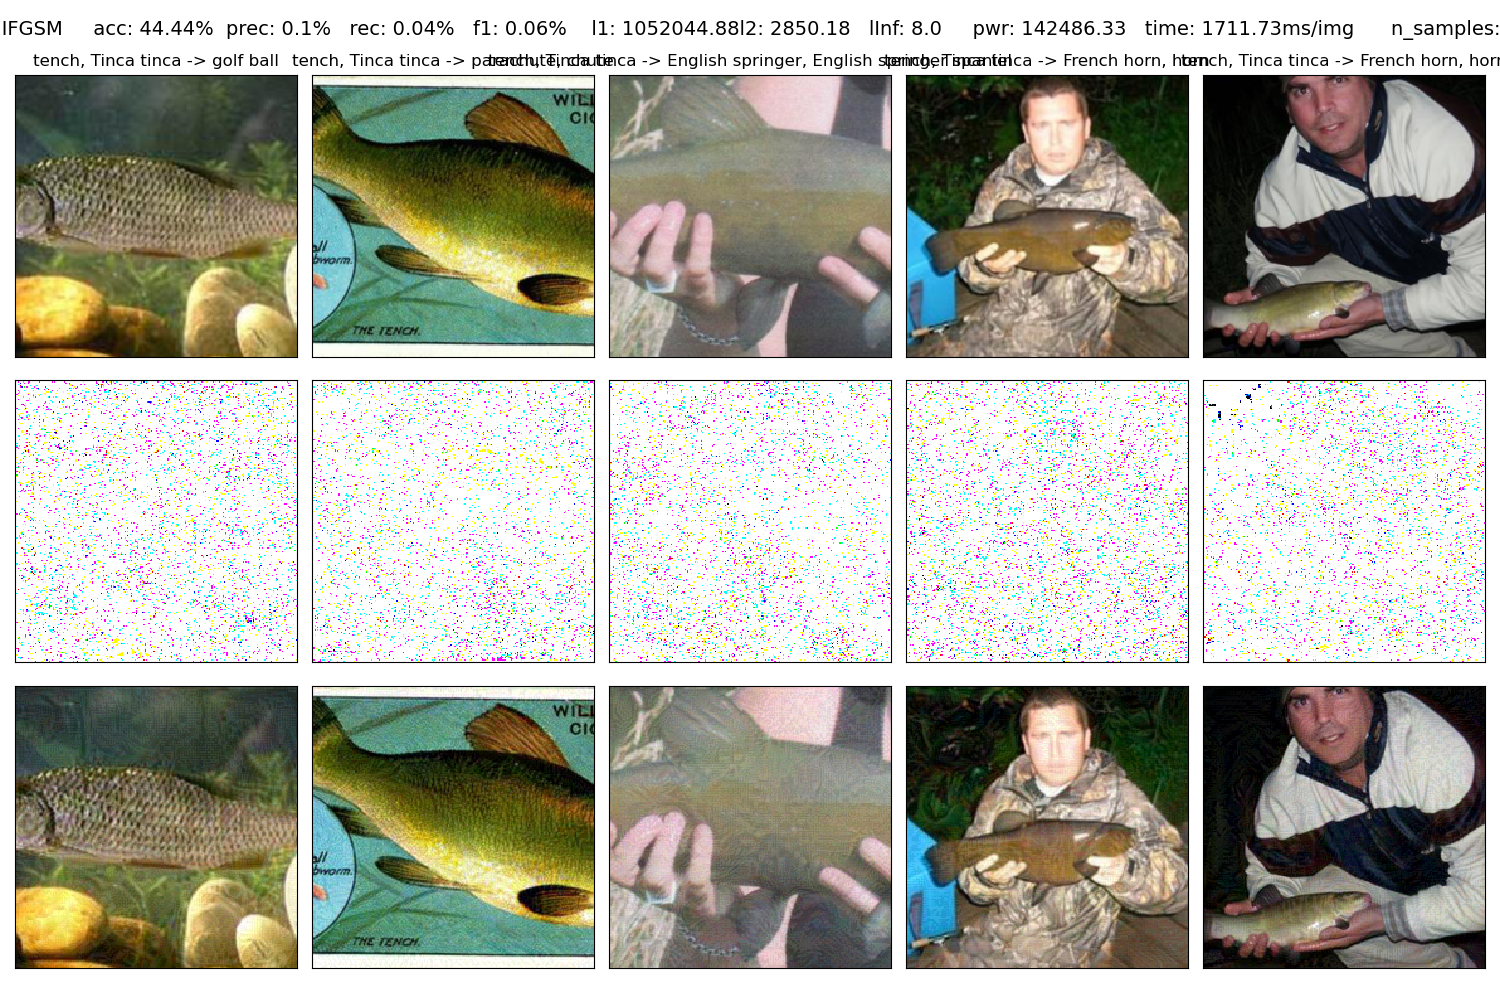 IFGSM acc: 44.44% prec: 0.1% rec: 0.04% f1: 0.06% l1: 1052044.88l2: 2850.18 lInf: 8.0 pwr: 142486.33 time: 1711.73ms/img n_samples:
tench, Tinca tinca -> golf ball
tench, Tinca tinca -> parachute, chute
tench, Tinca tinca -> English springer, English springer spaniel
tench, Tinca tinca -> French horn, horn
tench, Tinca tinca -> French horn, horn
WILL
CIG
THE TENCH.
WILL
CIG
THE TENCH.